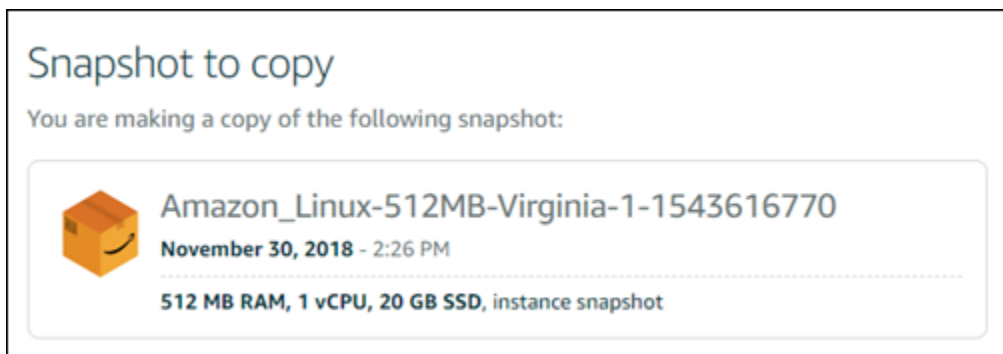 Snapshot to copy
You are making a copy of the following snapshot:
Amazon_Linux-512MB-Virginia-1-1543616770
November 30, 2018 - 2:26 PM
512 MB RAM, 1 vCPU, 20 GB SSD, instance snapshot